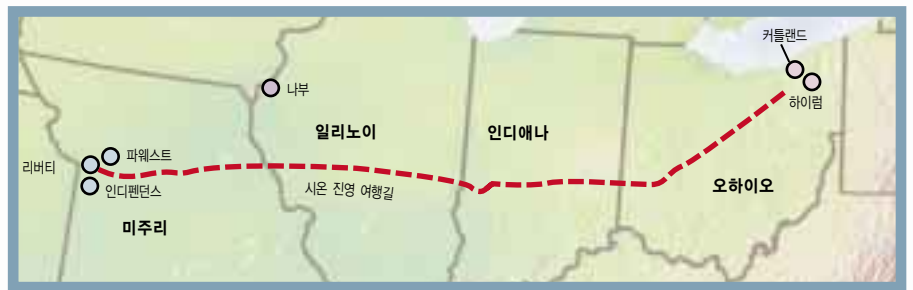 커틀랜드
하이럼
나부
일리노이
인디애나
파웨스트
리버티
인디펜던스
시온 진영 여행길
오하이오
미주리